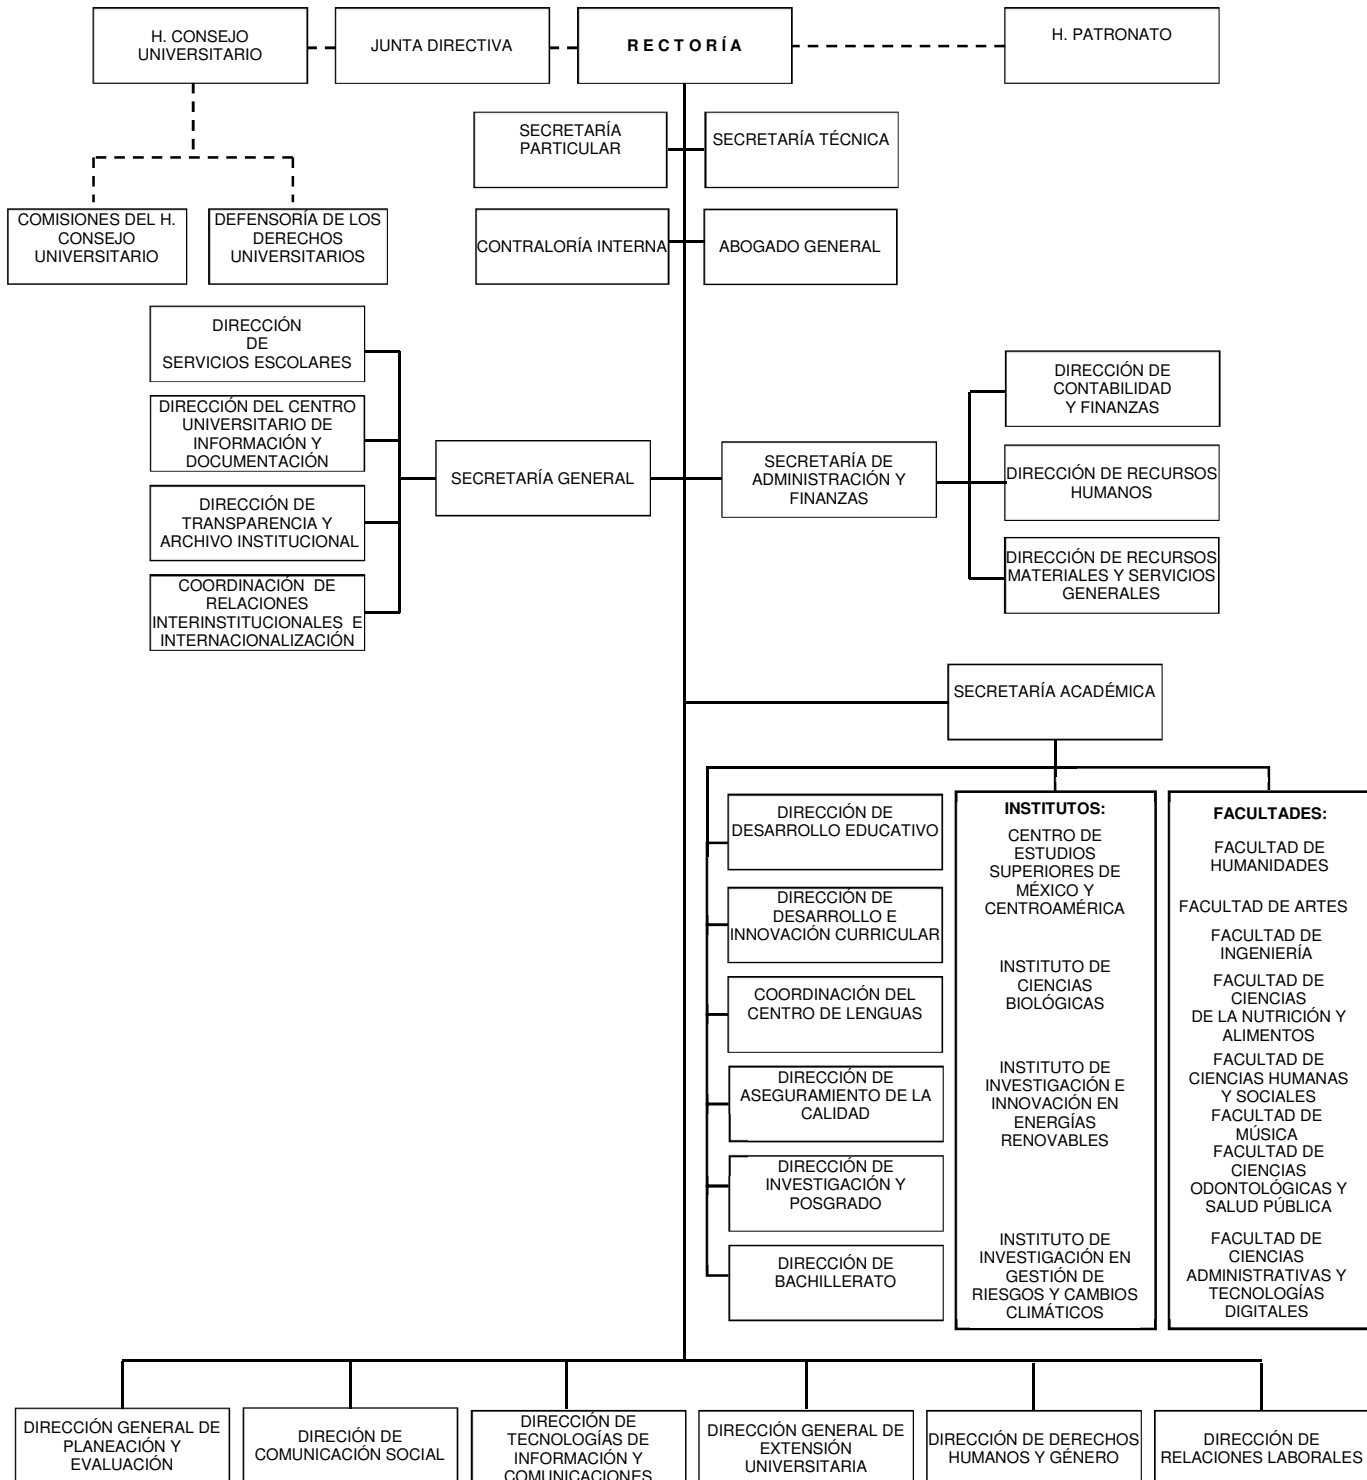 H. CONSEJO
UNIVERSITARIO
JUNTA DIRECTIVA
RECTORÍA
H. PATRONATO
SECRETARÍA
PARTICULAR
SECRETARÍA TÉCNICA
COMISIONES DEL H.
CONSEJO
UNIVERSITARIO
DEFENSORÍA DE LOS
DERECHOS
UNIVERSITARIOS
CONTRALORÍA INTERNA
ABOGADO GENERAL
DIRECCIÓN
DE
SERVICIOS ESCOLARES
DIRECCIÓN DEL CENTRO
UNIVERSITARIO DE
INFORMACIÓN Y
DOCUMENTACIÓN
DIRECCIÓN DE
TRANSPARENCIA Y
ARCHIVO INSTITUCIONAL
COORDINACIÓN DE
RELACIONES
INTERINSTITUCIONALES E
INTERNACIONALIZACIÓN
SECRETARÍA GENERAL
SECRETARÍA DE
ADMINISTRACIÓN Y
FINANZAS
DIRECCIÓN DE
CONTABILIDAD
Y FINANZAS
DIRECCIÓN DE RECURSOS
HUMANOS
DIRECCIÓN DE RECURSOS
MATERIALES Y SERVICIOS
GENERALES
SECRETARÍA ACADÉMICA
DIRECCIÓN DE
DESARROLLO EDUCATIVO
DIRECCIÓN DE
DESARROLLO E
INNOVACIÓN CURRICULAR
COORDINACIÓN DEL
CENTRO DE LENGUAS
DIRECCIÓN DE
ASEGURAMIENTO DE LA
CALIDAD
DIRECCIÓN DE
INVESTIGACIÓN Y
POSGRADO
DIRECCIÓN DE
BACHILLERATO
INSTITUTOS:
CENTRO DE
ESTUDIOS
SUPERIORES DE
MÉXICO Y
CENTROAMÉRICA
INSTITUTO DE
CIENCIAS
BIOLÓGICAS
INSTITUTO DE
INVESTIGACIÓN E
INNOVACIÓN EN
ENERGÍAS
RENOVABLES
INSTITUTO DE
INVESTIGACIÓN EN
GESTIÓN DE
RIESGOS Y CAMBIOS
CLIMÁTICOS
FACULTADES:
FACULTAD DE
HUMANIDADES
FACULTAD DE ARTES
FACULTAD DE
INGENIERÍA
FACULTAD DE
CIENCIAS
DE LA NUTRICIÓN Y
ALIMENTOS
FACULTAD DE
CIENCIAS HUMANAS
Y SOCIALES
FACULTAD DE
MÚSICA
FACULTAD DE
CIENCIAS
ODONTOLÓGICAS Y
SALUD PÚBLICA
FACULTAD DE
CIENCIAS
ADMINISTRATIVAS Y
TECNOLOGÍAS
DIGITALES
DIRECCIÓN GENERAL DE
PLANEACIÓN Y
EVALUACIÓN
DIRECIÓN DE
COMUNICACIÓN SOCIAL
DIRECCIÓN DE
TECNOLOGÍAS DE
INFORMACIÓN Y
COMUNICACIONES
DIRECCIÓN GENERAL DE
EXTENSIÓN
UNIVERSITARIA
DIRECCIÓN DE DERECHOS
HUMANOS Y GÉNERO
DIRECCIÓN DE
RELACIONES LABORALES